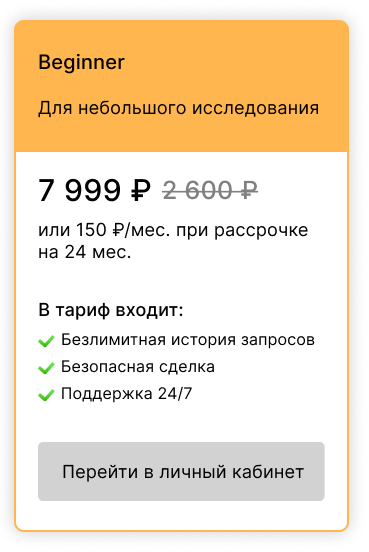 Beginner
Для небольшого исследования
7 999 ₽ 2 600 ₽
или 150 ₽/мес. при рассрочке
на 24 мес.
В тариф входит:
Безлимитная история запросов
Безопасная сделка
Поддержка 24/7
Перейти в личный кабинет